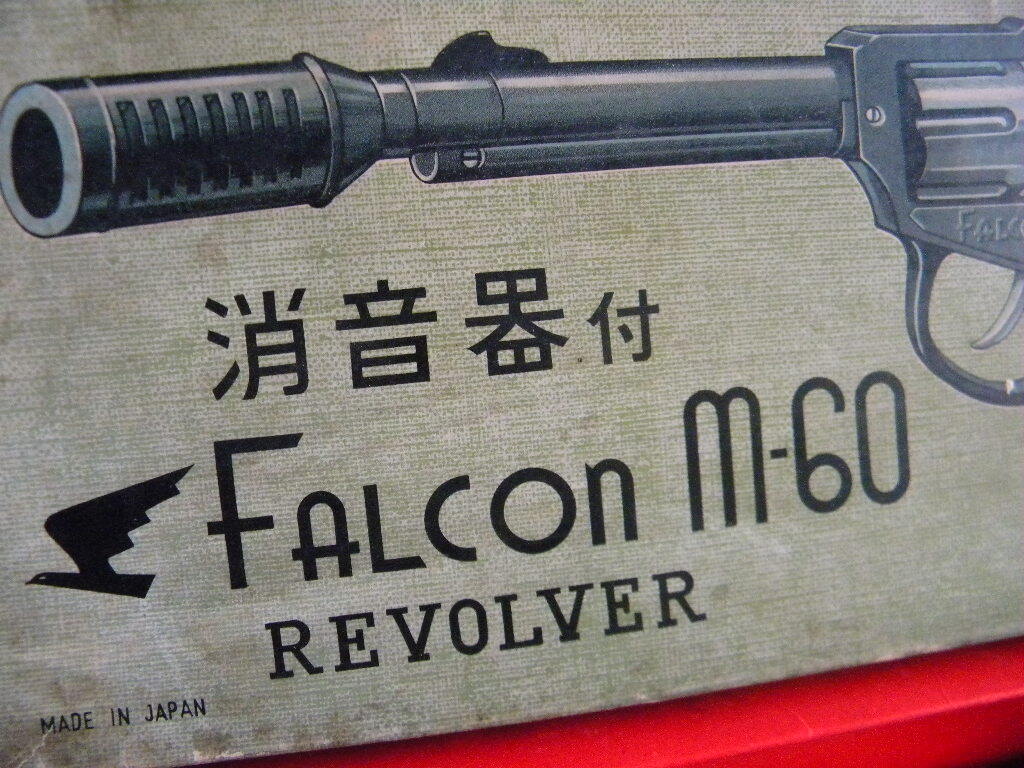 消音器付
FALCON M-60
REVOLVER
MADE IN JAPAN